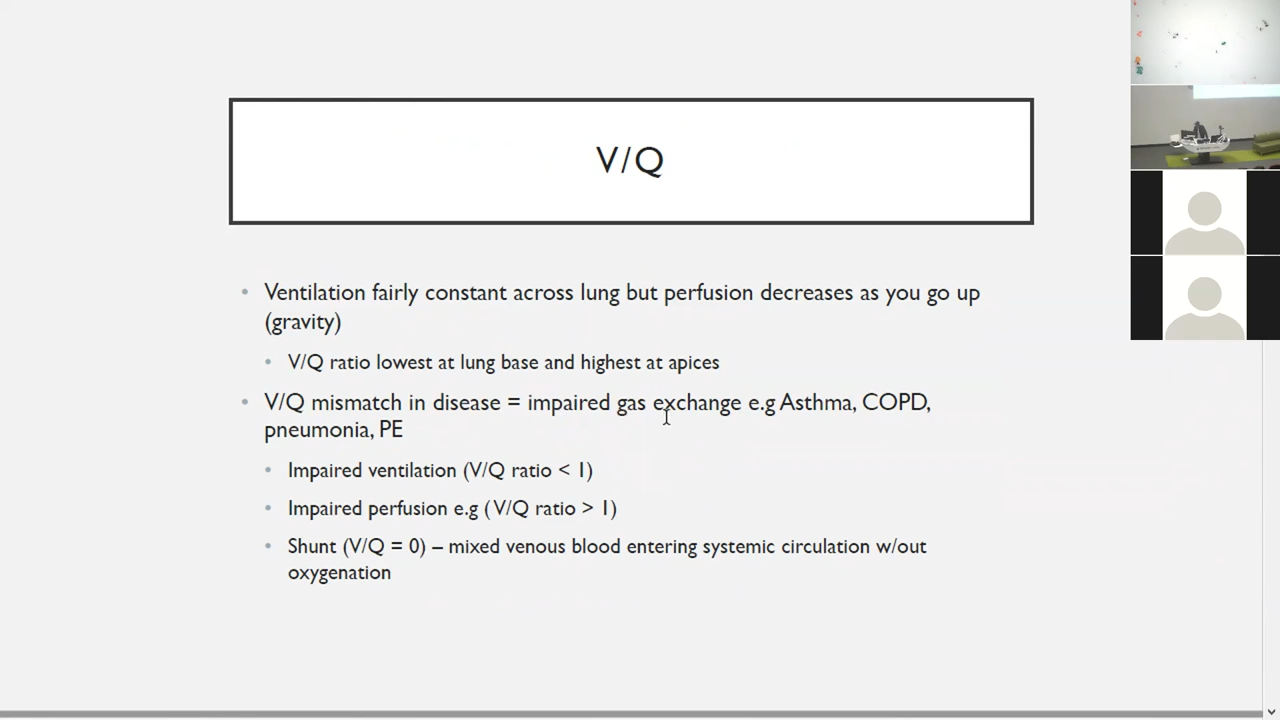 V/Q
• Ventilation fairly constant across lung but perfusion decreases as you go up
(gravity)
• V/Q ratio lowest at lung base and highest at apices
• V/Q mismatch in disease = impaired gas exchange e.g Asthma, COPD,
pneumonia, PE
• Impaired ventilation (V/Q ratio < 1)
• Impaired perfusion e.g ( V/Q ratio > 1)
• Shunt (V/Q = 0) – mixed venous blood entering systemic circulation w/out
oxygenation